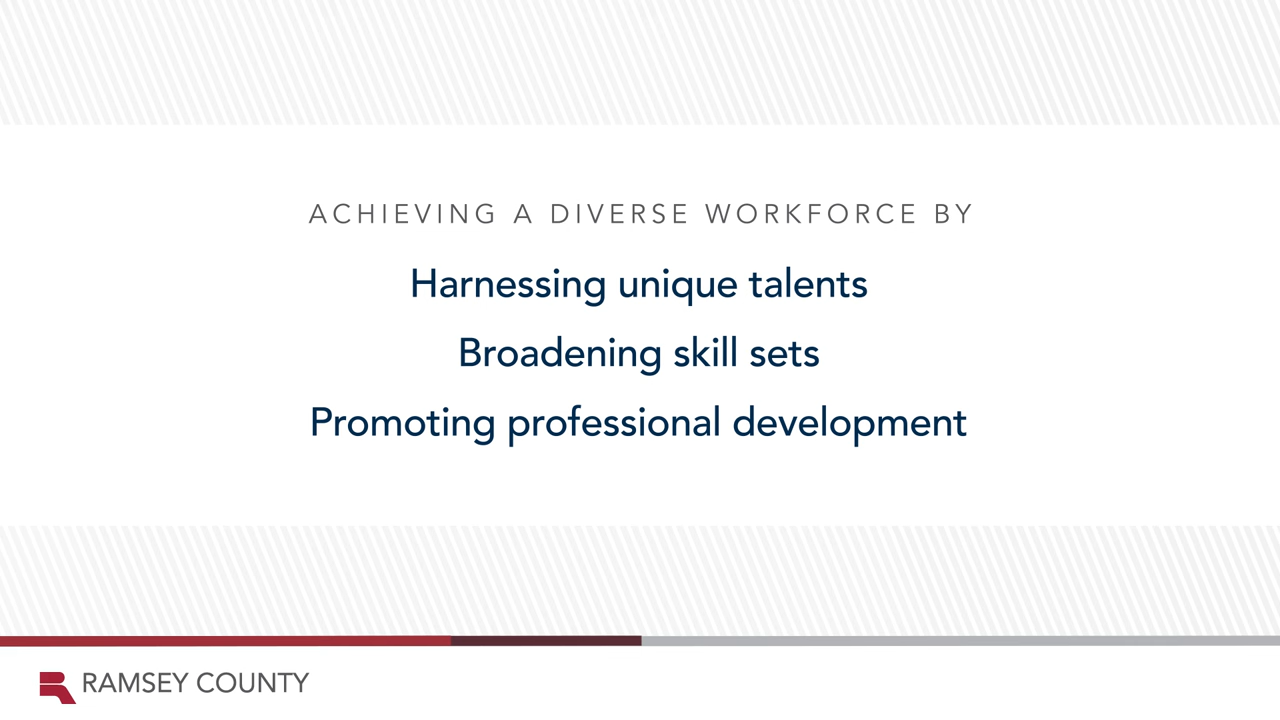 ACHIEVING A DIVERSE WORKFORCE BY
Harnessing unique talents
Broadening skill sets
Promoting professional development
RAMSEY COUNTY